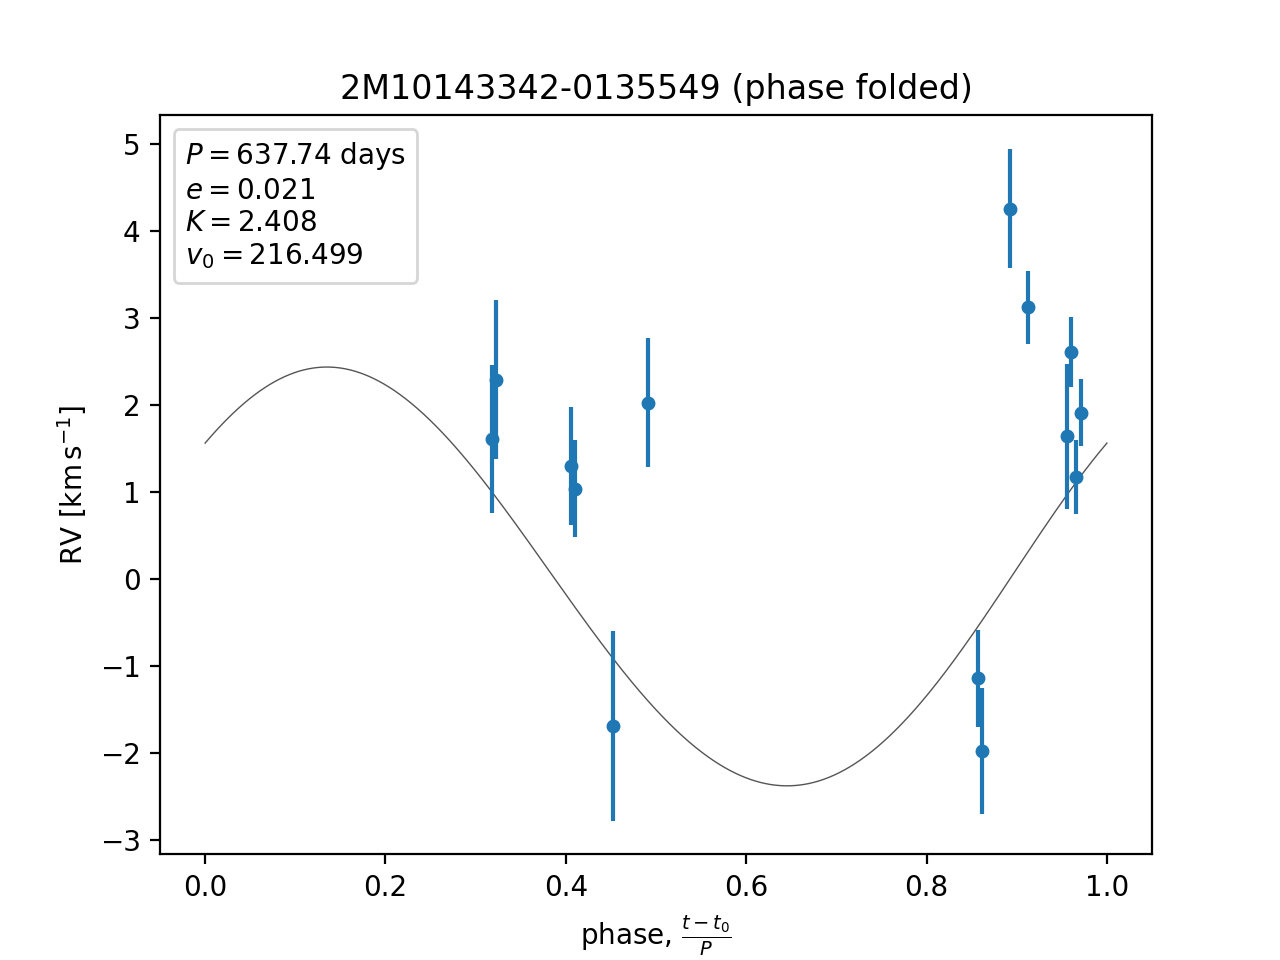 2M10143342-0135549 (phase folded)
P = 637.74 days
e = 0.021
K = 2.408
v₀ = 216.499
5
4
3
2
1
0
−1
−2
−3
RV [km s⁻¹]
0.0 0.2 0.4 0.6 0.8 1.0
phase, (t − t₀)/P